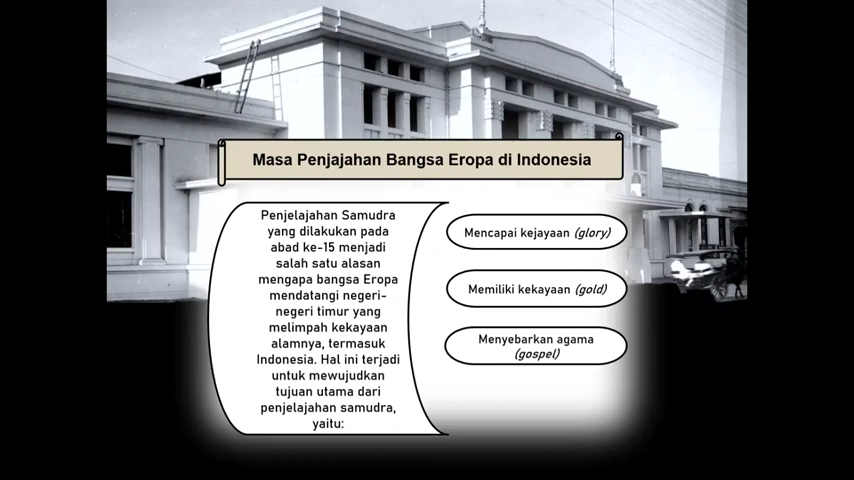 Masa Penjajahan Bangsa Eropa di Indonesia
Penjelajahan Samudra
yang dilakukan pada
abad ke-15 menjadi
salah satu alasan
mengapa bangsa Eropa
mendatangi negeri-
negeri timur yang
melimpah kekayaan
alamnya, termasuk
Indonesia. Hal ini terjadi
untuk mewujudkan
tujuan utama dari
penjelajahan samudra,
yaitu:
Mencapai kejayaan (glory)
Memiliki kekayaan (gold)
Menyebarkan agama
(gospel)